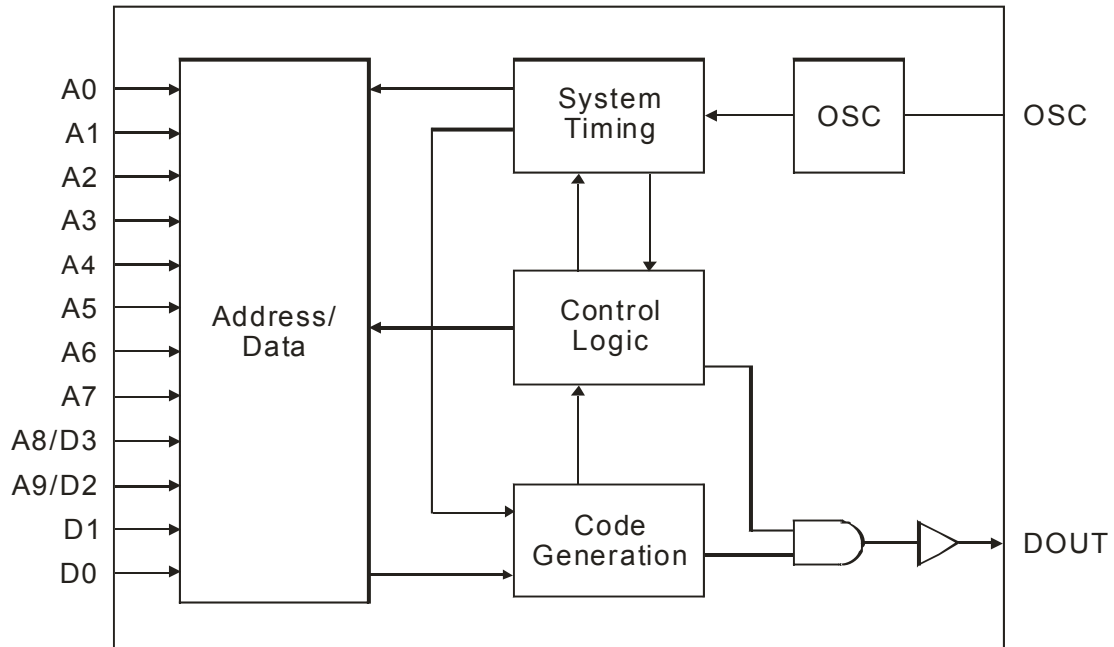 A0
A1
A2
A3
A4
A5
A6
A7
A8/D3
A9/D2
D1
D0
Address/
Data
System
Timing
OSC
OSC
Control
Logic
Code
Generation
DOUT